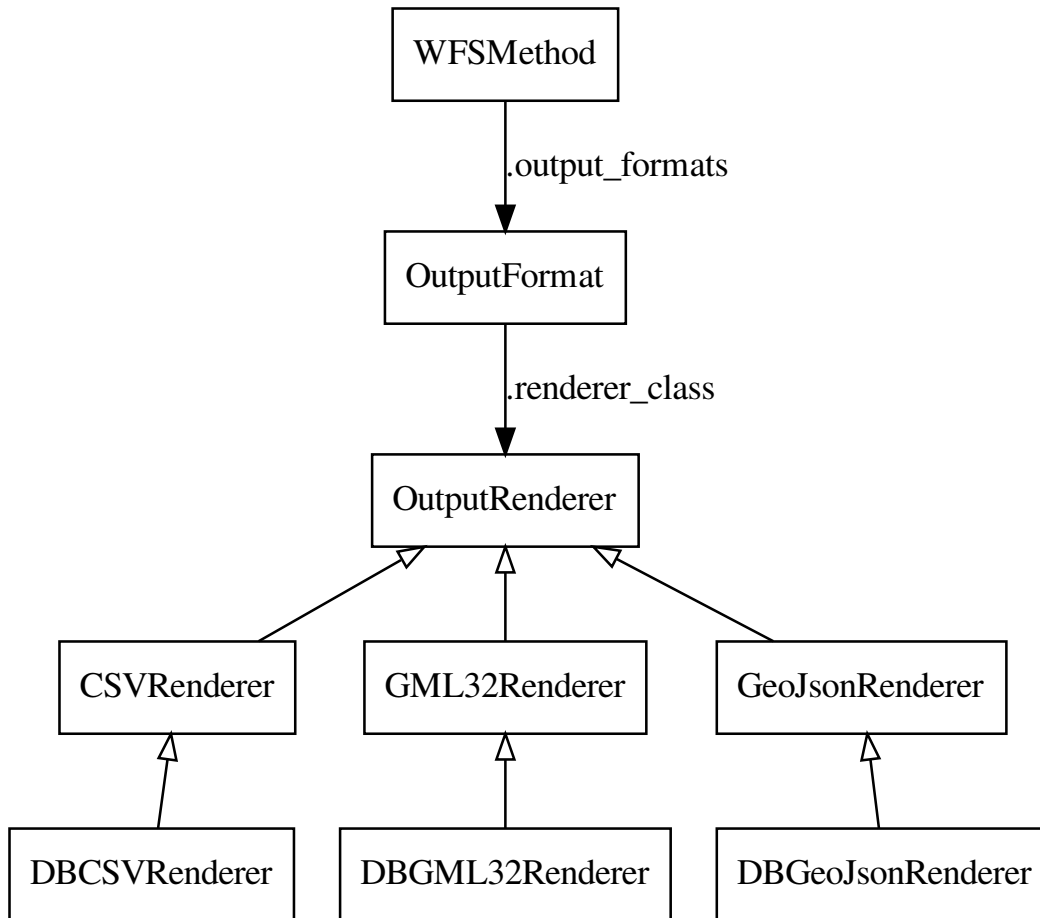 WFSMethod
.output_formats
OutputFormat
.renderer_class
OutputRenderer
CSVRenderer
GML32Renderer
GeoJsonRenderer
DBCSVRenderer
DBGML32Renderer
DBGeoJsonRenderer